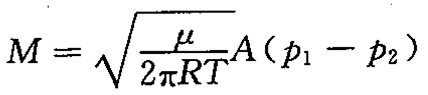 M = \sqrt{\frac{\mu}{2\pi RT}} A(p_1 - p_2)